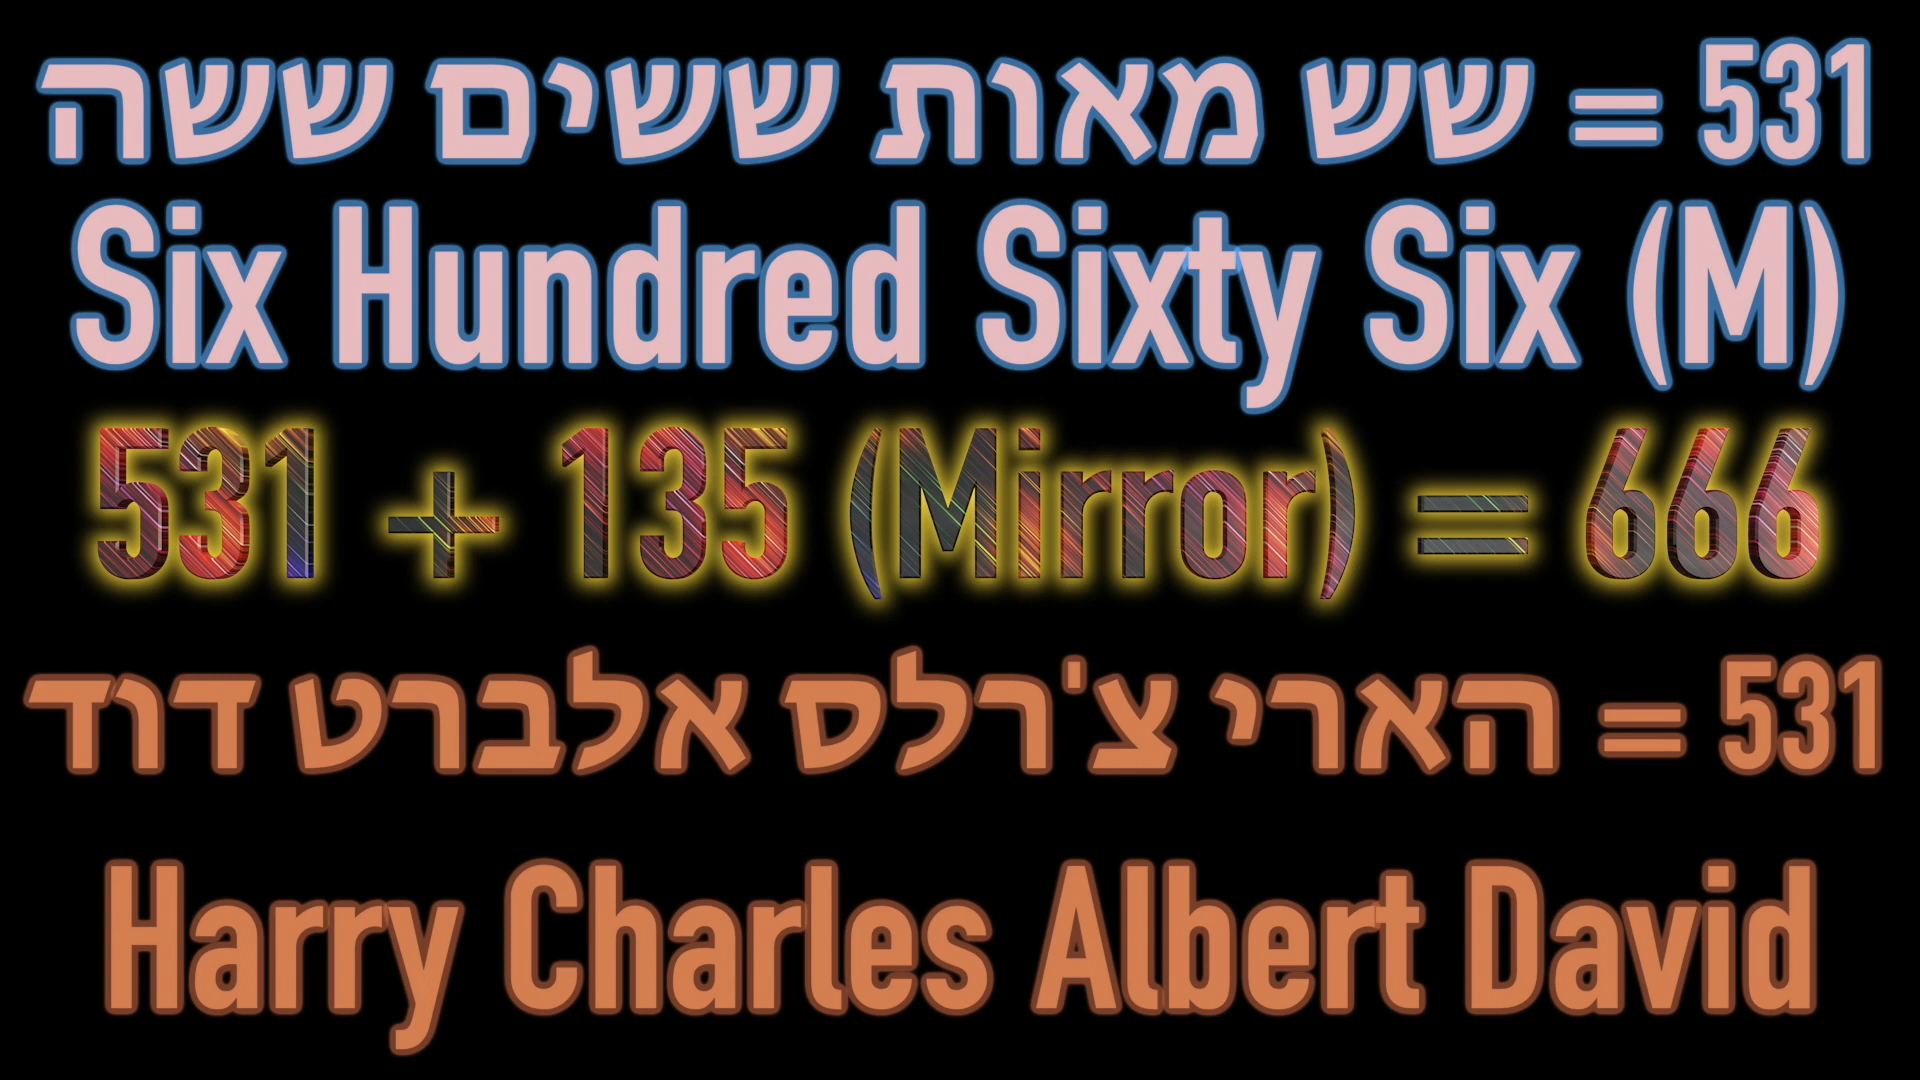 שש מאות ששים ששה = 531
Six Hundred Sixty Six (M)
531 + 135 (Mirror) = 666
הארי צ'רלס אלברט דוד = 531
Harry Charles Albert David